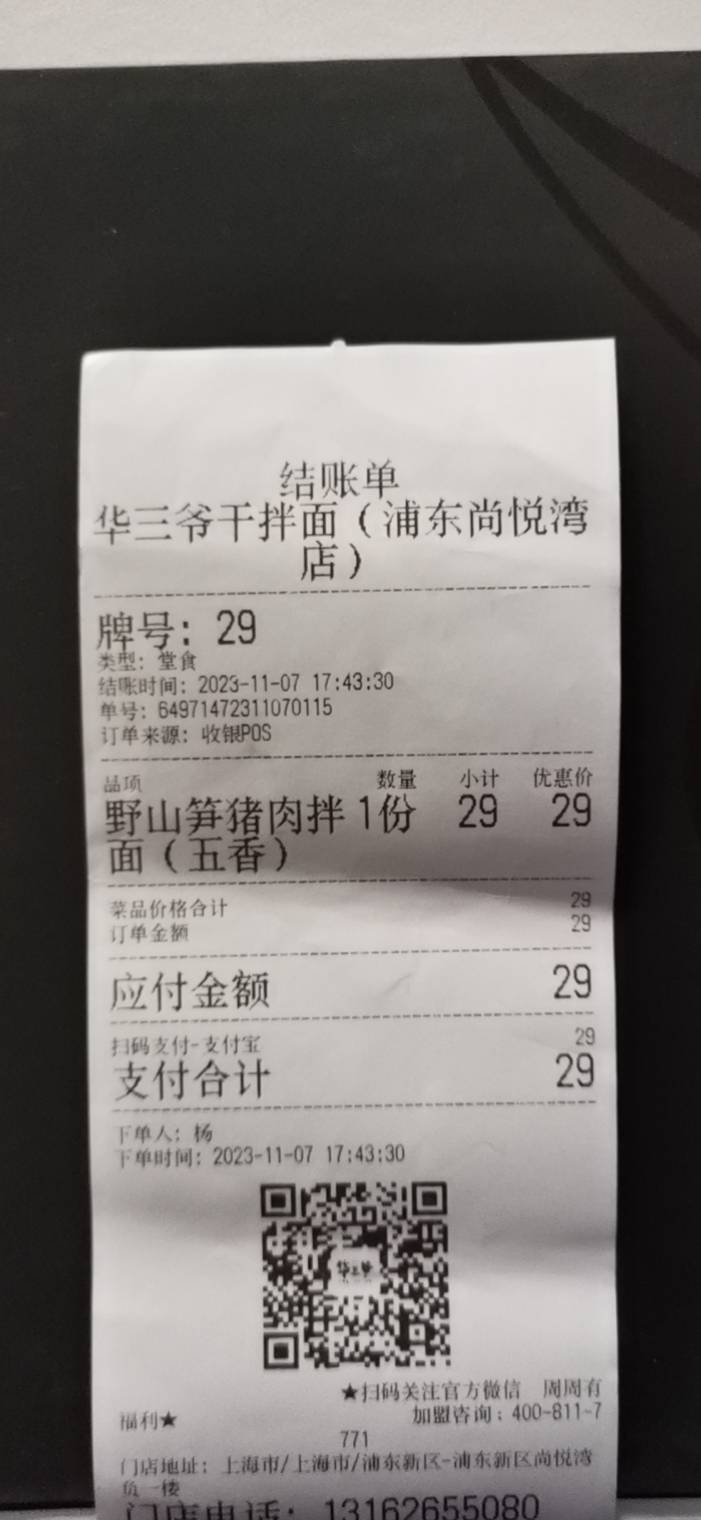 结账单
华三爷干拌面（浦东尚悦湾
店）
牌号: 29
类型: 堂食
结账时间: 2023-11-07 17:43:30
单号: 64971472311070115
订单来源: 收银POS
品项 数量 小计 优惠价
野山笋猪肉拌 1份 29 29
面（五香）
菜品价格合计 29
订单金额 29
应付金额 29
扫码支付-支付宝 29
支付合计 29
下单人: 杨
下单时间: 2023-11-07 17:43:30
华三爷
★扫码关注官方微信 周周有
福利★ 加盟咨询: 400-811-7
771
门店地址: 上海市/上海市/浦东新区-浦东新区尚悦湾
负一楼
门店电话: 13162655080